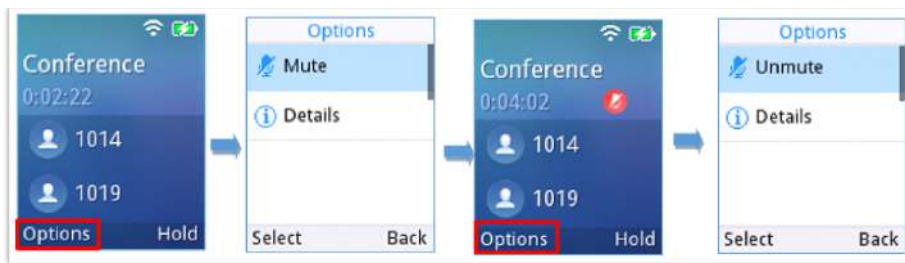 Conference
0:02:22
1014
1019
Options Hold
Options
Mute
Details
Select Back
Conference
0:04:02
1014
1019
Options Hold
Options
Unmute
Details
Select Back